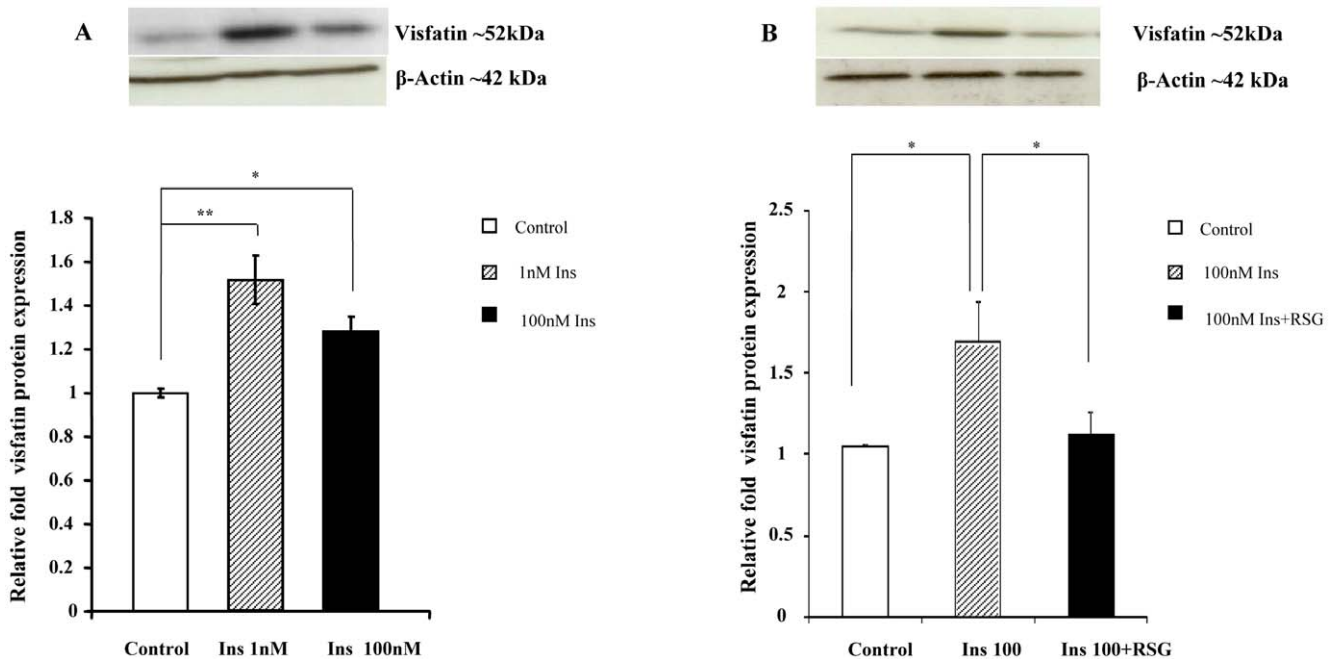 A
Visfatin ~52kDa
β-Actin ~42 kDa
*
**
Relative fold visfatin protein expression
1.8
1.6
1.4
1.2
1
0.8
0.6
0.4
0.2
0
Control
Ins 1nM
Ins 100nM
Control
1nM Ins
100nM Ins
B
Visfatin ~52kDa
β-Actin ~42 kDa
*
*
Relative fold visfatin protein expression
2.5
2
1.5
1
0.5
0
Control
Ins 100
Ins 100+RSG
Control
100nM Ins
100nM Ins+RSG